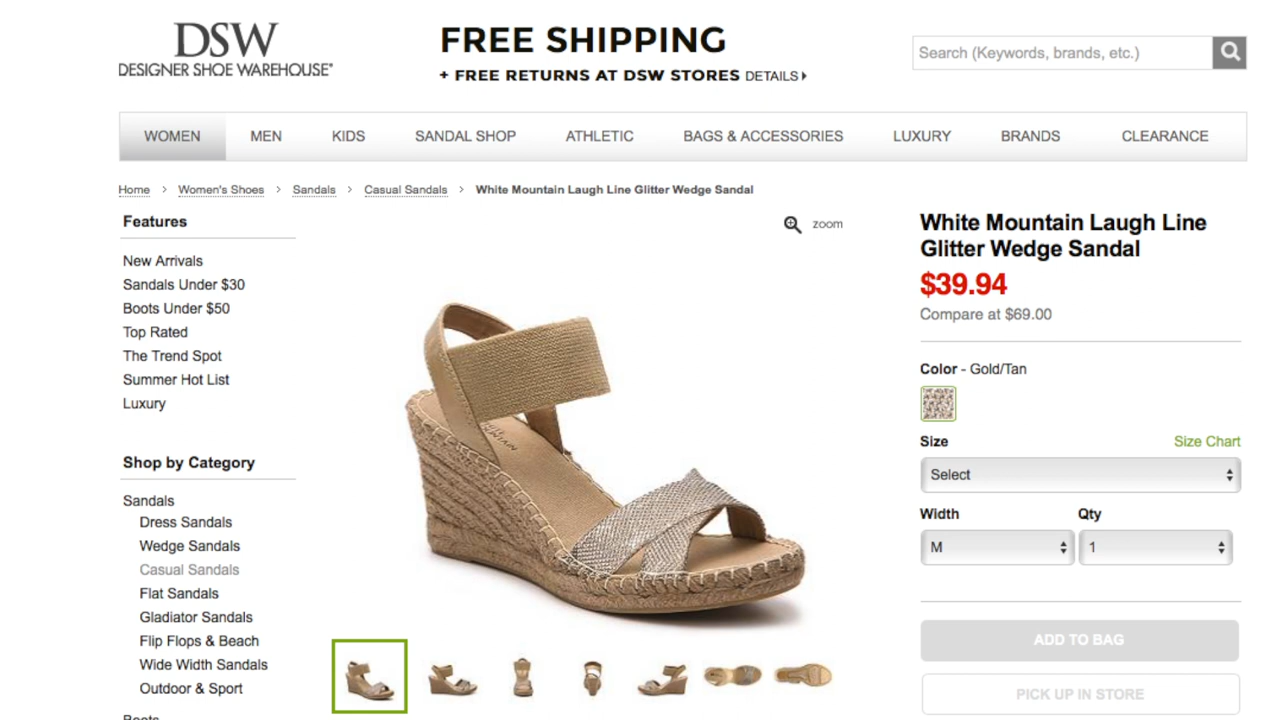 DSW
DESIGNER SHOE WAREHOUSE
FREE SHIPPING
+ FREE RETURNS AT DSW STORES DETAILS
Search (Keywords, brands, etc.)
WOMEN MEN KIDS SANDAL SHOP ATHLETIC BAGS & ACCESSORIES LUXURY BRANDS CLEARANCE
Home > Women's Shoes > Sandals > Casual Sandals > White Mountain Laugh Line Glitter Wedge Sandal
Features
New Arrivals
Sandals Under $30
Boots Under $50
Top Rated
The Trend Spot
Summer Hot List
Luxury
Shop by Category
Sandals
Dress Sandals
Wedge Sandals
Casual Sandals
Flat Sandals
Gladiator Sandals
Flip Flops & Beach
Wide Width Sandals
Outdoor & Sport
Boots
zoom
White Mountain Laugh Line
Glitter Wedge Sandal
$39.94
Compare at $69.00
Color - Gold/Tan
Size Size Chart
Select
Width Qty
M 1
ADD TO BAG
PICK UP IN STORE